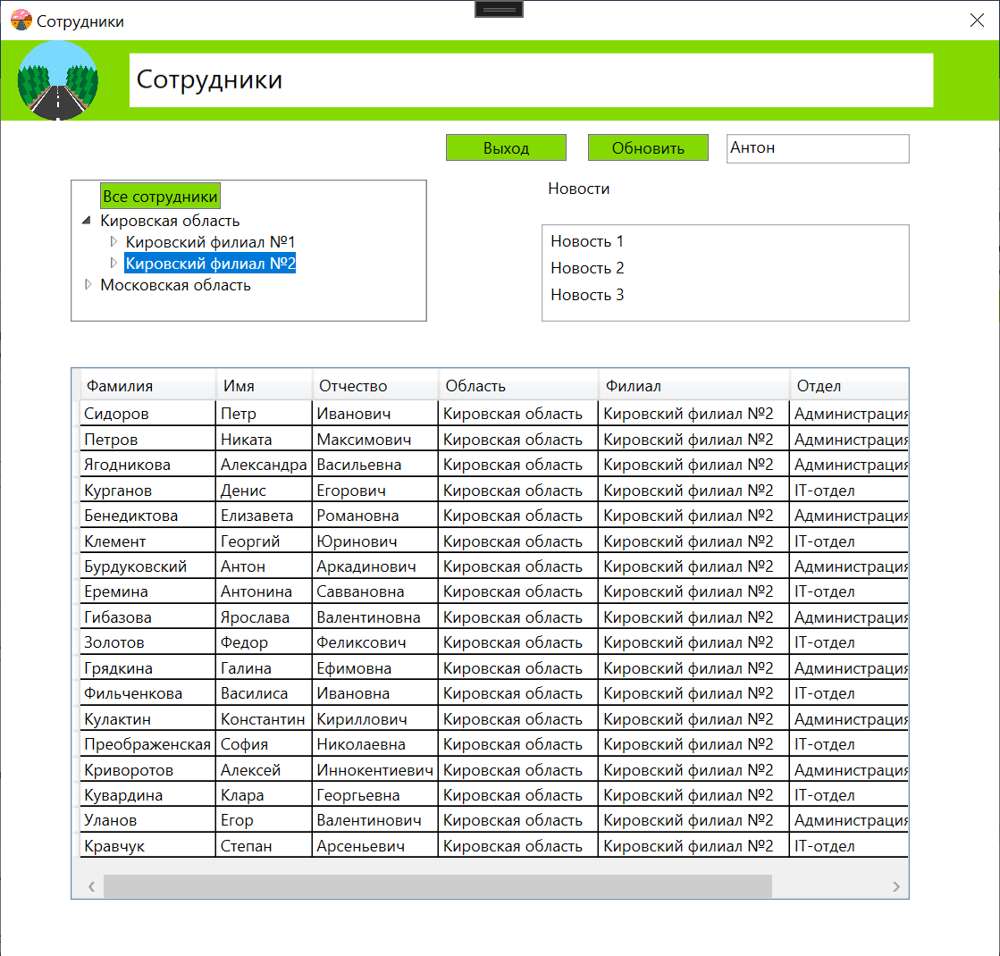 Сотрудники
Сотрудники
Выход Обновить Антон
Все сотрудники
Кировская область
Кировский филиал №1
Кировский филиал №2
Московская область
Новости
Новость 1
Новость 2
Новость 3
Фамилия Имя Отчество Область Филиал Отдел
Сидоров Петр Иванович Кировская область Кировский филиал №2 Администрация
Петров Никата Максимович Кировская область Кировский филиал №2 Администрация
Ягодникова Александра Васильевна Кировская область Кировский филиал №2 Администрация
Курганов Денис Егорович Кировская область Кировский филиал №2 IT-отдел
Бенедиктова Елизавета Романовна Кировская область Кировский филиал №2 Администрация
Клемент Георгий Юринович Кировская область Кировский филиал №2 IT-отдел
Бурдуковский Антон Аркадинович Кировская область Кировский филиал №2 Администрация
Еремина Антонина Саввановна Кировская область Кировский филиал №2 IT-отдел
Гибазова Ярослава Валентиновна Кировская область Кировский филиал №2 Администрация
Золотов Федор Феликсович Кировская область Кировский филиал №2 IT-отдел
Грядкина Галина Ефимовна Кировская область Кировский филиал №2 Администрация
Фильченкова Василиса Ивановна Кировская область Кировский филиал №2 IT-отдел
Кулактин Константин Кириллович Кировская область Кировский филиал №2 Администрация
Преображенская София Николаевна Кировская область Кировский филиал №2 IT-отдел
Криворотов Алексей Иннокентиевич Кировская область Кировский филиал №2 Администрация
Кувардина Клара Георгьевна Кировская область Кировский филиал №2 IT-отдел
Уланов Егор Валентинович Кировская область Кировский филиал №2 Администрация
Кравчук Степан Арсеньевич Кировская область Кировский филиал №2 IT-отдел